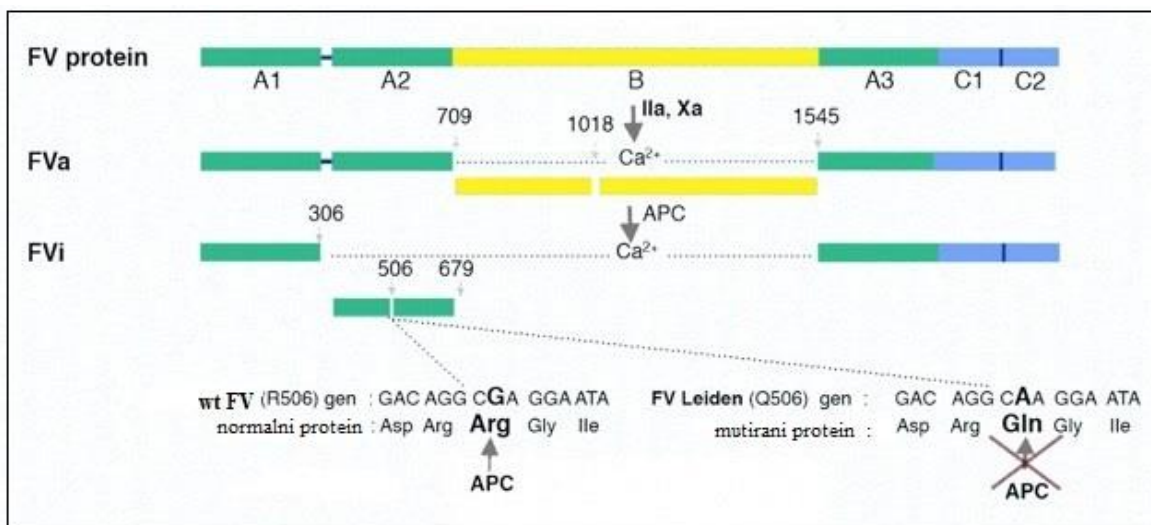 FV protein
A1 A2 B A3 C1 C2
IIa, Xa
709 1018 1545
FVa Ca²⁺
306 APC
FVi Ca²⁺
506 679
wt FV (R506) gen : GAC AGG CGA GGA ATA
normalni protein : Asp Arg Arg Gly Ile
APC
FV Leiden (Q506) gen : GAC AGG CAA GGA ATA
mutirani protein : Asp Arg Gln Gly Ile
APC